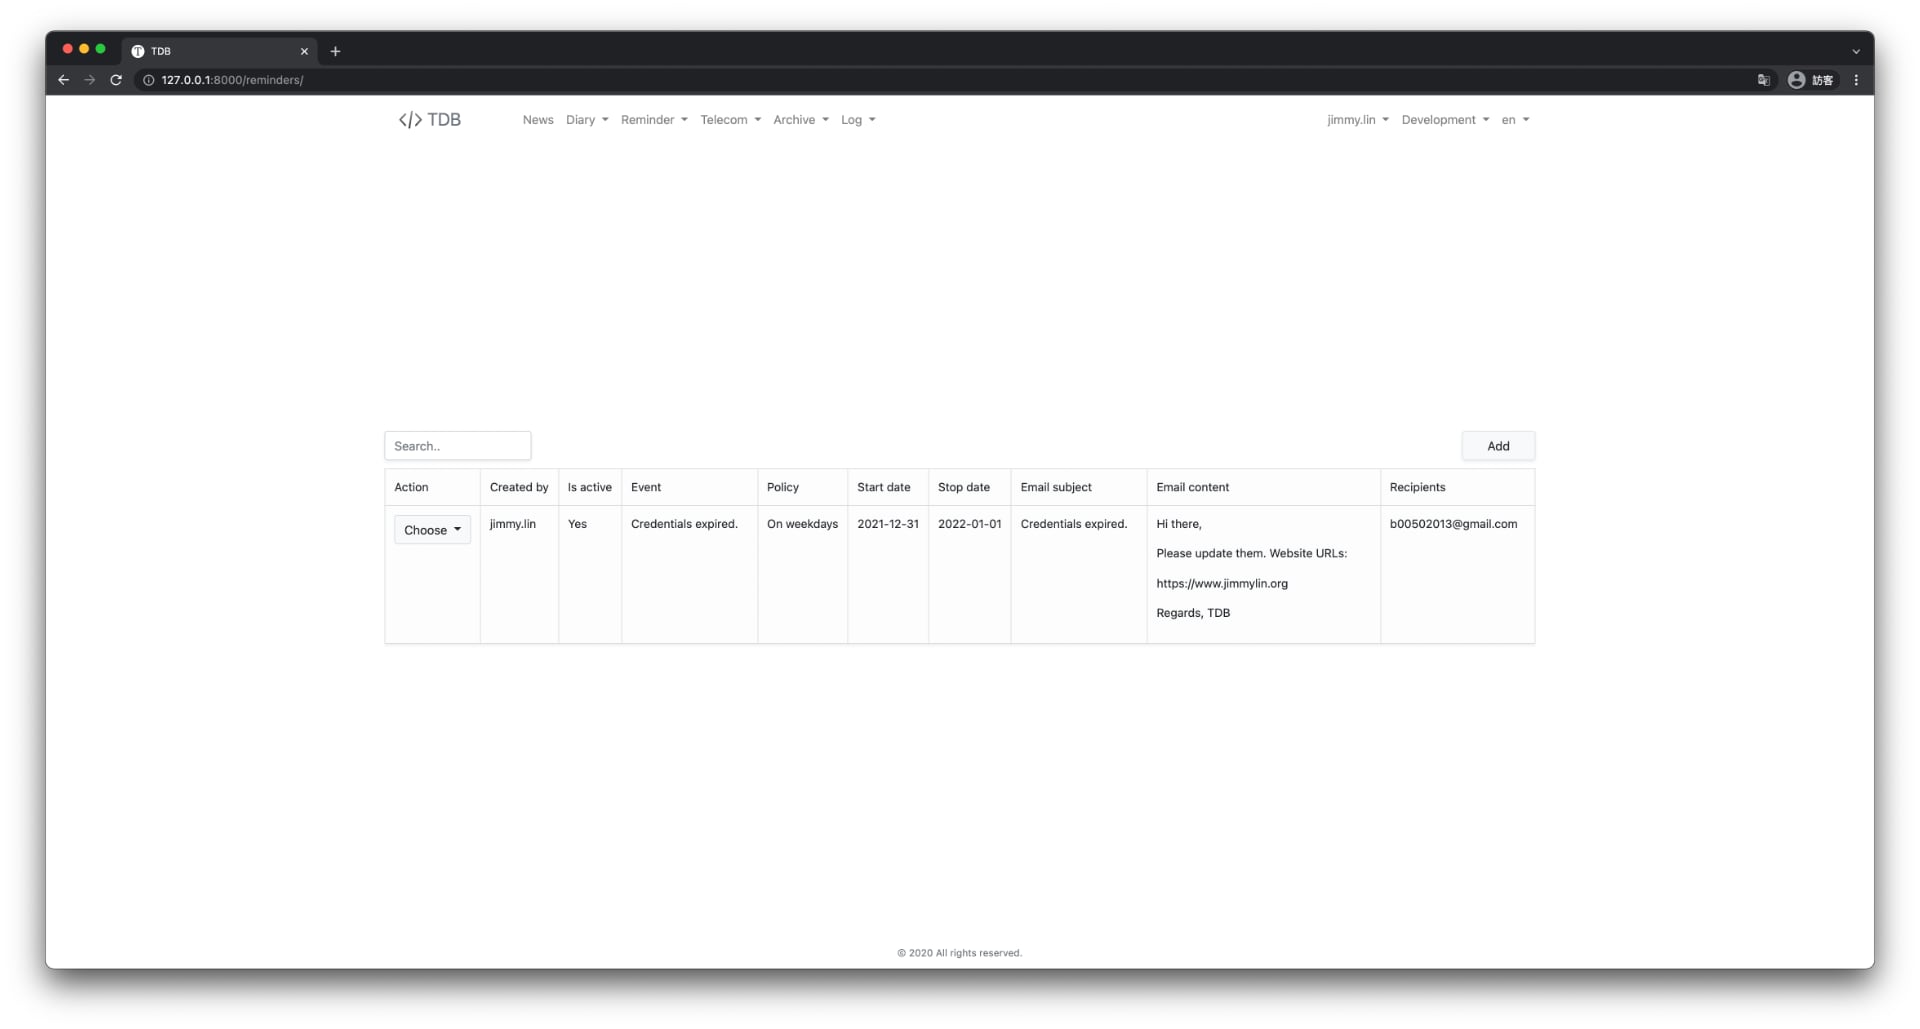 TDB
127.0.0.1:8000/reminders/
訪客
</> TDB
News Diary Reminder Telecom Archive Log
jimmy.lin Development en
Search..
Add
Action Created by Is active Event Policy Start date Stop date Email subject Email content Recipients
Choose jimmy.lin Yes Credentials expired. On weekdays 2021-12-31 2022-01-01 Credentials expired. Hi there, b00502013@gmail.com
Please update them. Website URLs:
https://www.jimmylin.org
Regards, TDB
© 2020 All rights reserved.